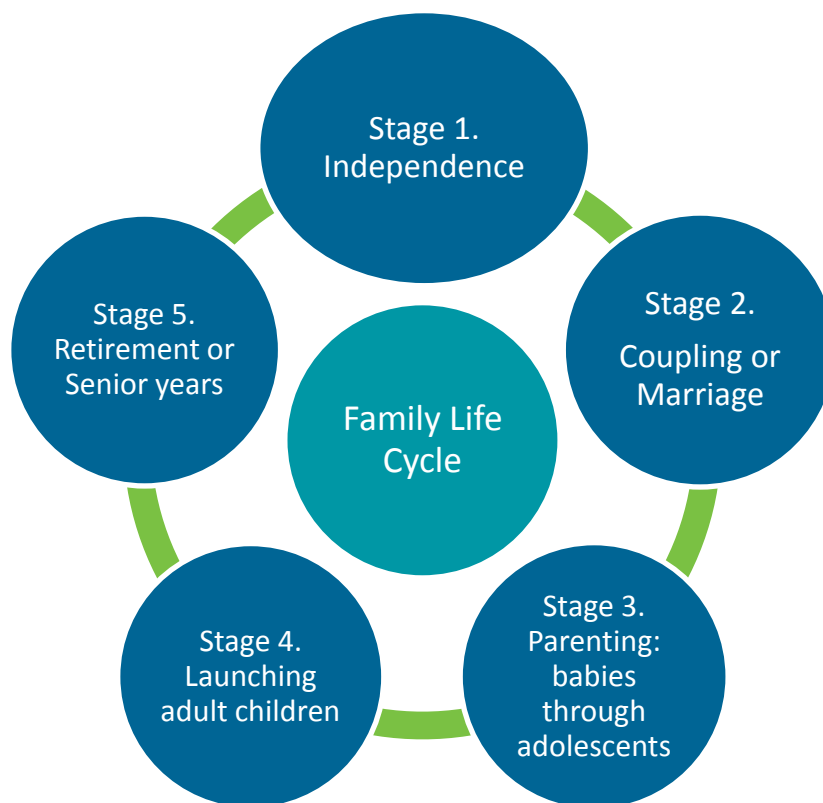 Stage 1.
Independence
Stage 2.
Coupling or
Marriage
Stage 3.
Parenting:
babies
through
adolescents
Stage 4.
Launching
adult children
Stage 5.
Retirement or
Senior years
Family Life
Cycle